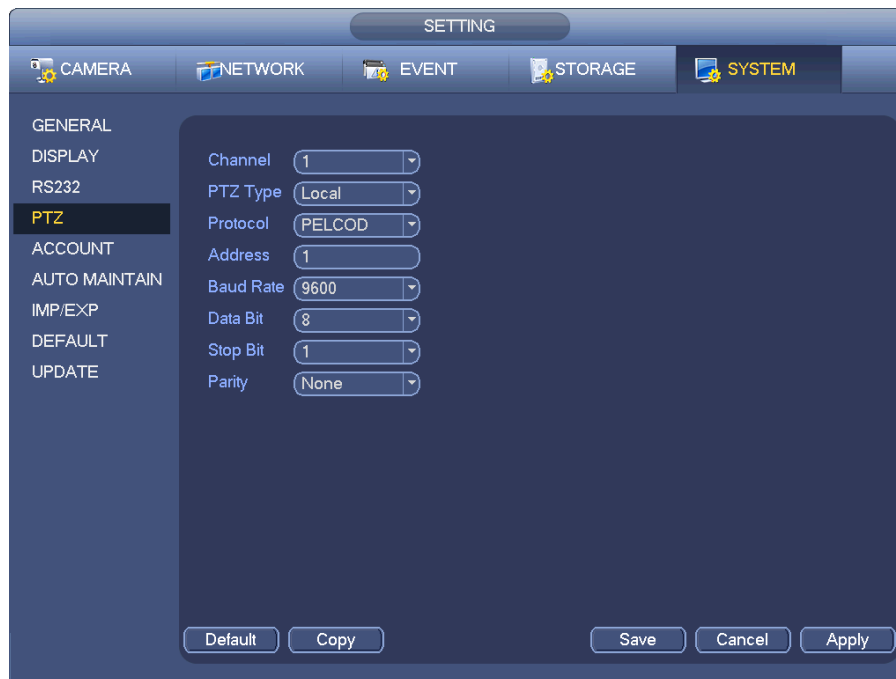 SETTING
CAMERA NETWORK EVENT STORAGE SYSTEM
GENERAL
DISPLAY
RS232
PTZ
ACCOUNT
AUTO MAINTAIN
IMP/EXP
DEFAULT
UPDATE
Channel 1
PTZ Type Local
Protocol PELCOD
Address 1
Baud Rate 9600
Data Bit 8
Stop Bit 1
Parity None
Default Copy Save Cancel Apply